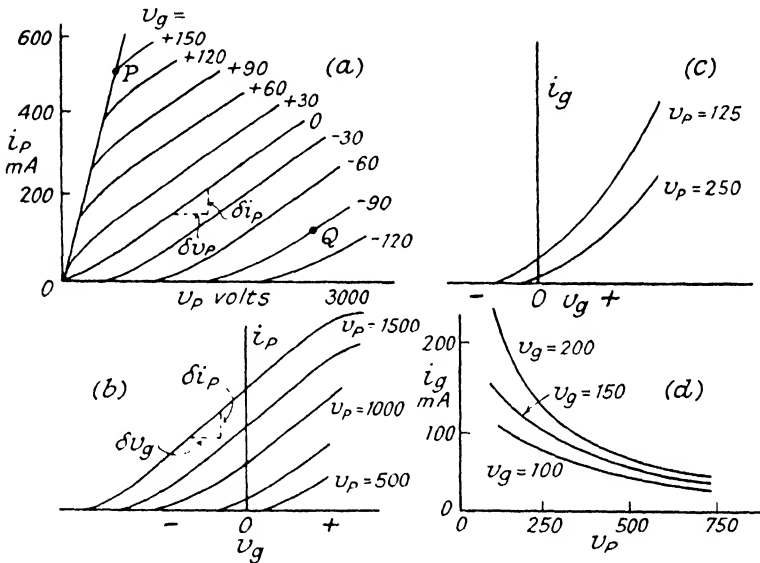 υg =
600
+150
+120
+90
+60
+30
0
-30
-60
-90
-120
(a)
P
400
iP
mA
200
δiP
δυP
Q
0
υP volts
3000
(c)
ig
υP = 125
υP = 250
-
0
υg
+
(b)
iP
υP = 1500
δiP
δυg
υP = 1000
υP = 500
-
0
+
υg
200
υg = 200
ig
mA
υg = 150
(d)
100
υg = 100
0
0
250
500
750
υP